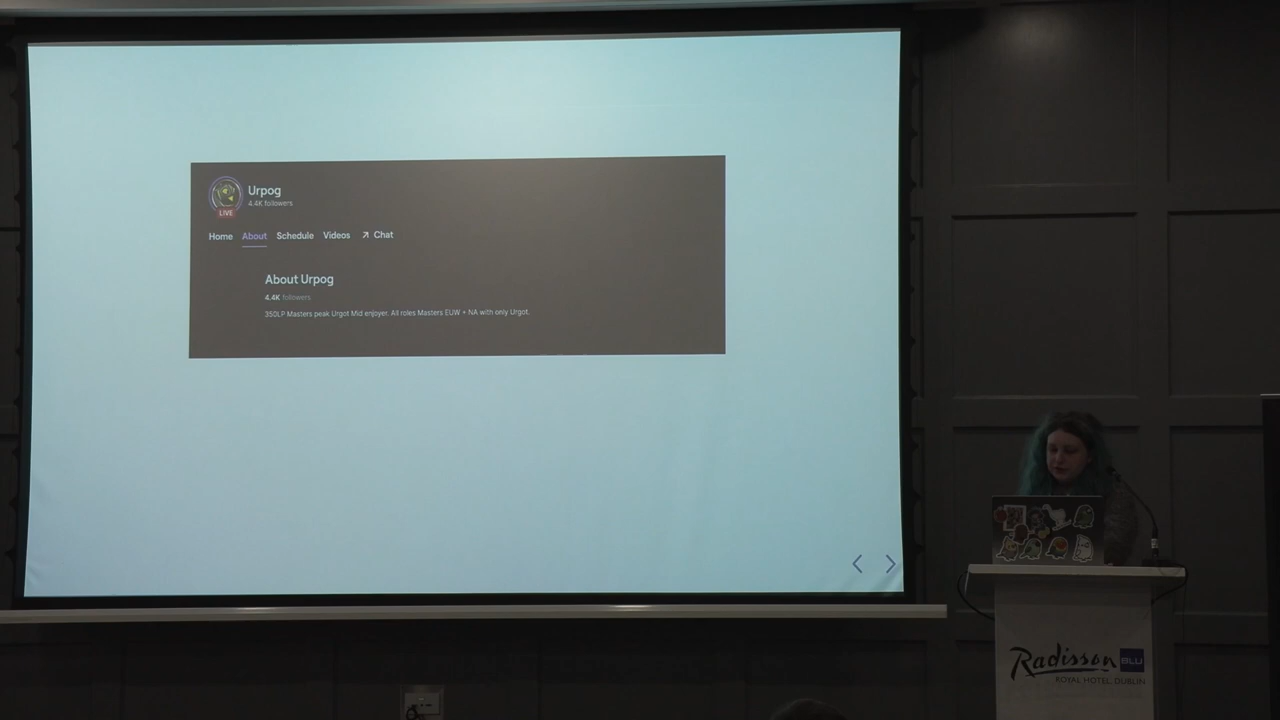 Urpog
4.4K followers
LIVE
Home About Schedule Videos Chat
About Urpog
4.4K followers
350LP Masters peak Urgot Mid enjoyer. All roles Masters EUW + NA with only Urgot.
Radisson BLU
ROYAL HOTEL, DUBLIN